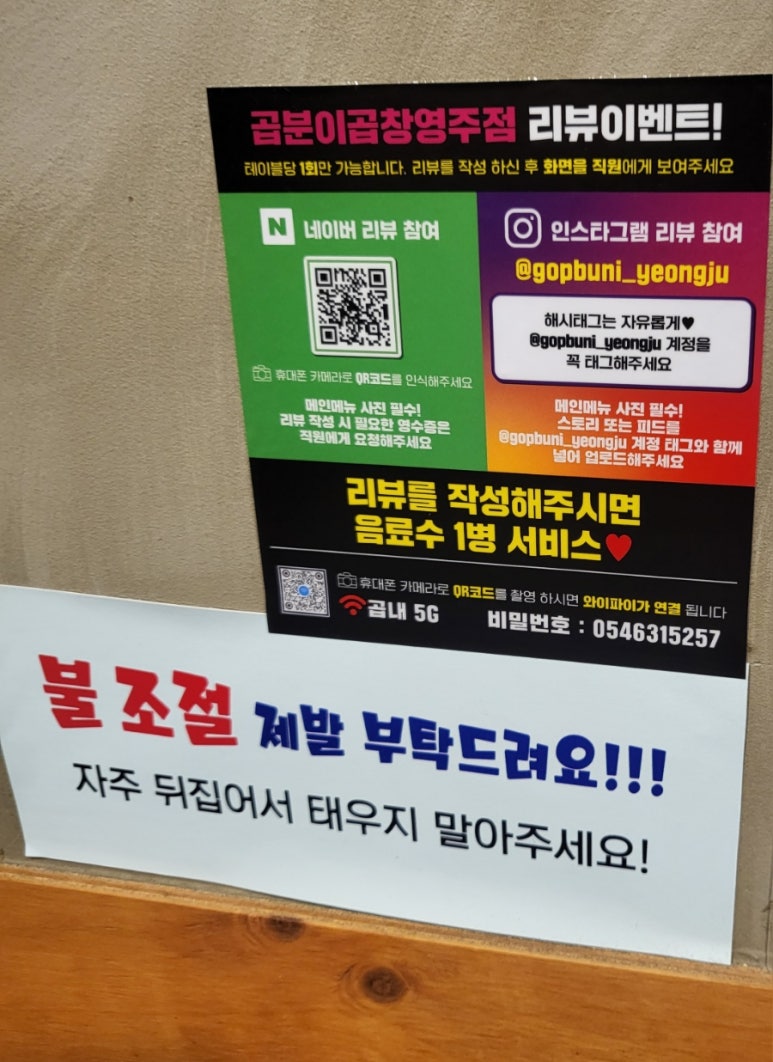 곱분이곱창영주점 리뷰이벤트!
테이블당 1회만 가능합니다. 리뷰를 작성 하신 후 화면을 직원에게 보여주세요
N 네이버 리뷰 참여
휴대폰 카메라로 QR코드를 인식해주세요
메인메뉴 사진 필수!
리뷰 작성 시 필요한 영수증은
직원에게 요청해주세요
인스타그램 리뷰 참여
@gopbuni_yeongju
해시태그는 자유롭게♥
@gopbuni_yeongju 계정을
꼭 태그해주세요
메인메뉴 사진 필수!
스토리 또는 피드를
@gopbuni_yeongju 계정 태그와 함께
넣어 업로드해주세요
리뷰를 작성해주시면
음료수 1병 서비스♥
휴대폰 카메라로 QR코드를 촬영 하시면 와이파이가 연결 됩니다
곱내 5G 비밀번호 : 0546315257
불 조절 제발 부탁드려요!!!
자주 뒤집어서 태우지 말아주세요!